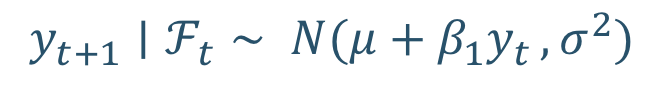 y_{t+1} | ℱ_t ~ N(μ + β_1 y_t, σ^2)